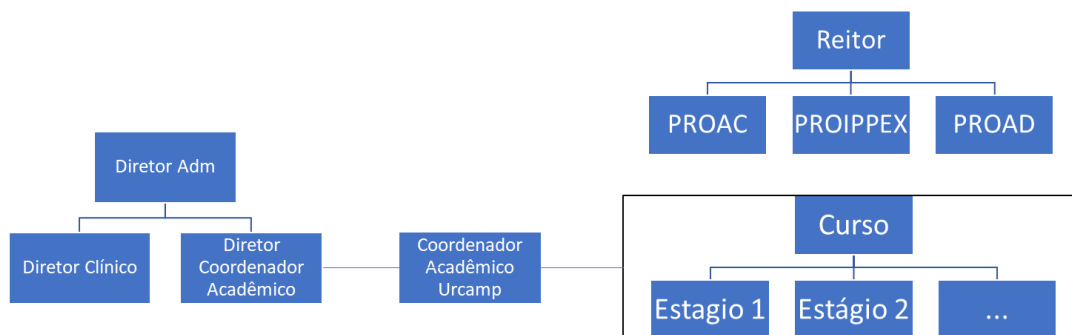 Reitor
PROAC
PROIPPEX
PROAD
Diretor Adm
Diretor Clínico
Diretor
Coordenador
Acadêmico
Coordenador
Acadêmico
Urcamp
Curso
Estagio 1
Estágio 2
...